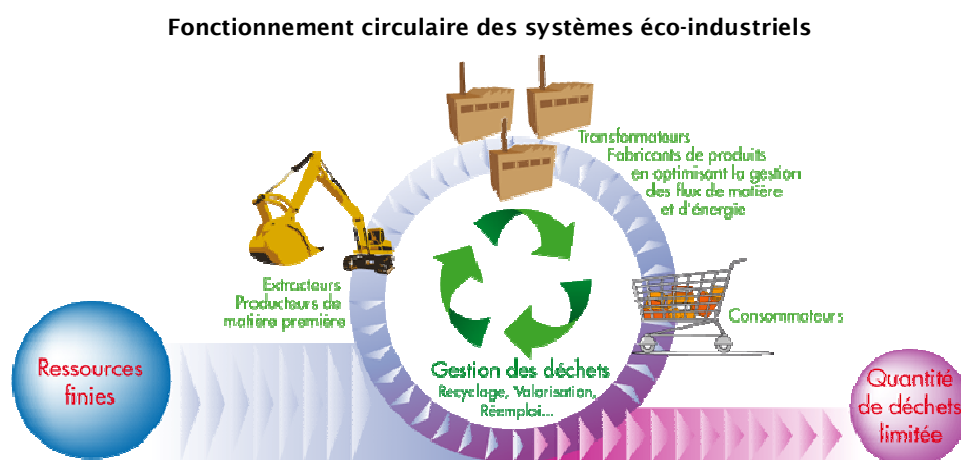 Fonctionnement circulaire des systèmes éco-industriels
Transformateurs
Fabricants de produits
en optimisant la gestion
des flux de matière
et d'énergie
Extracteurs
Producteurs de
matière première
Consommateurs
Ressources
finies
Gestion des déchets
Recyclage, Valorisation,
Réemploi...
Quantité
de déchets
limitée